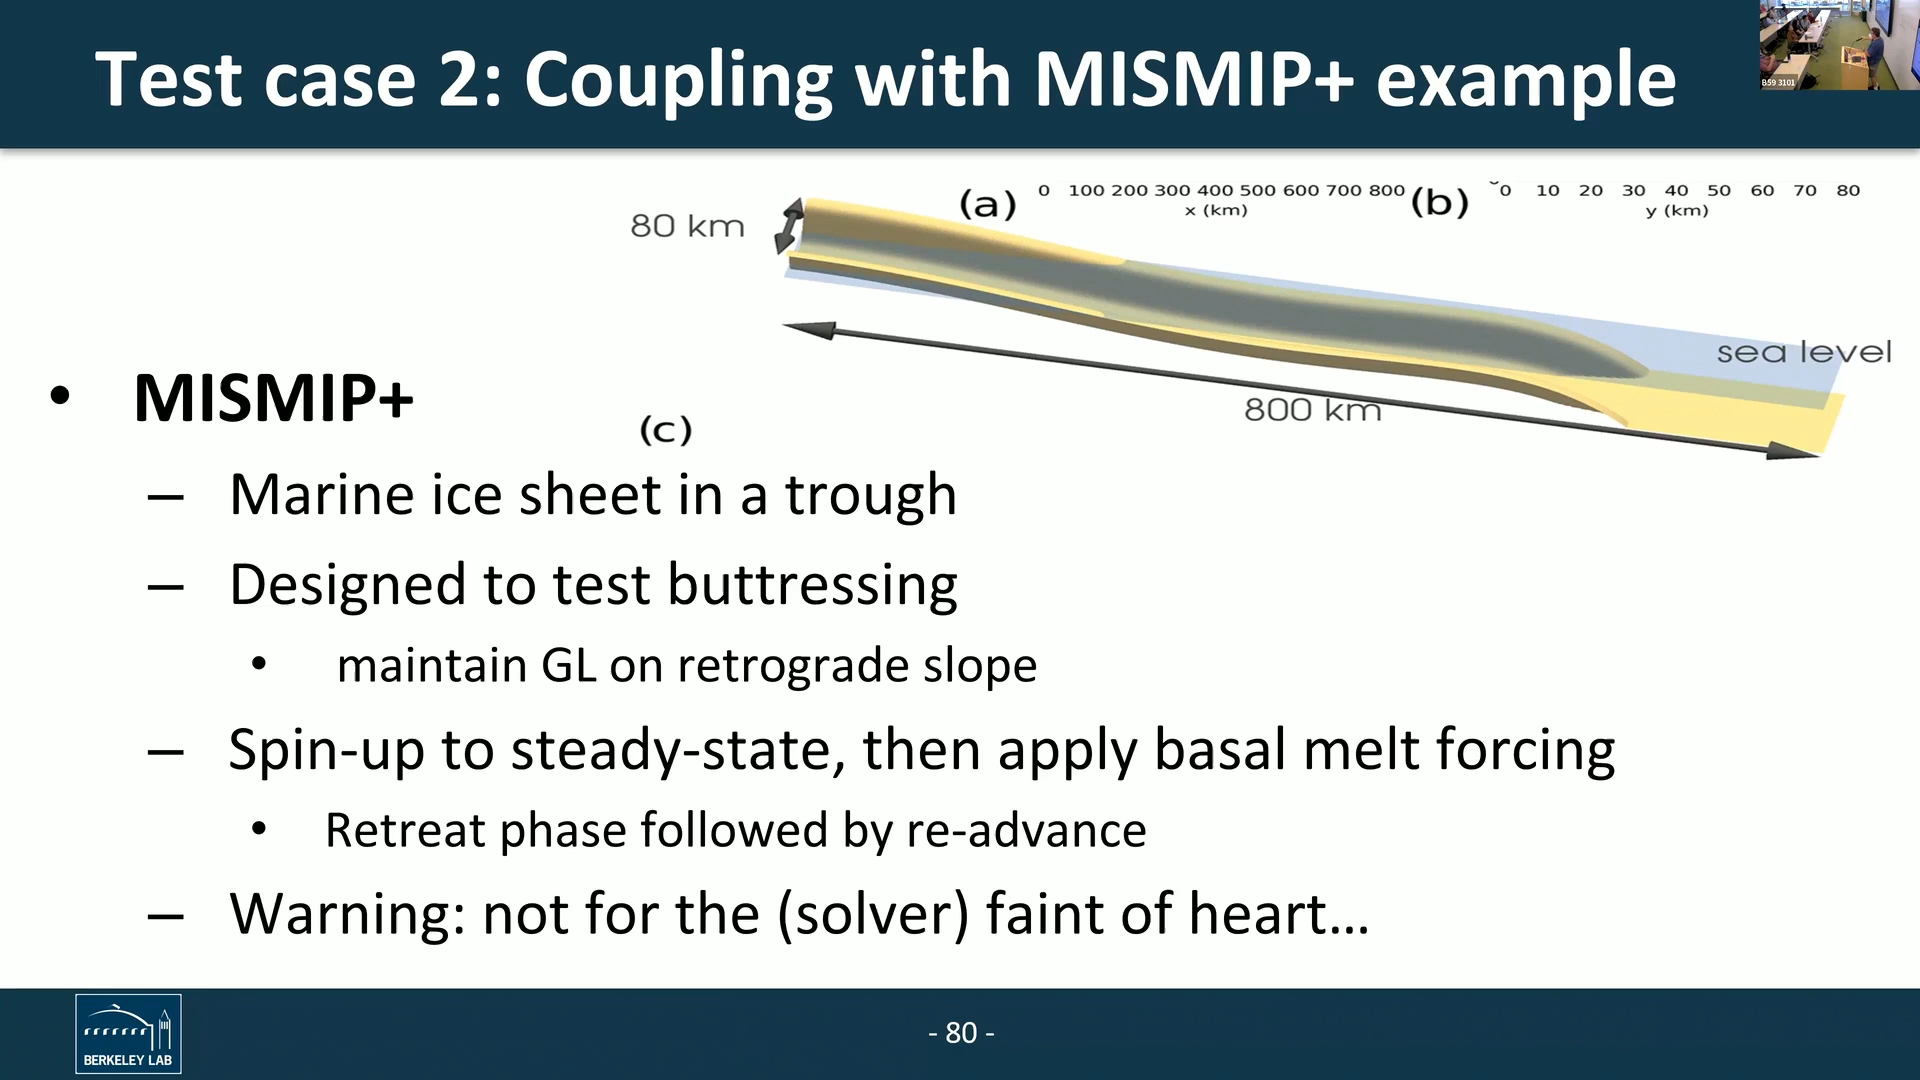 Test case 2: Coupling with MISMIP+ example
B59 3101
(a)
0 100 200 300 400 500 600 700 800
x (km)
(b)
0 10 20 30 40 50 60 70 80
y (km)
80 km
sea level
800 km
(c)
• MISMIP+
– Marine ice sheet in a trough
– Designed to test buttressing
• maintain GL on retrograde slope
– Spin-up to steady-state, then apply basal melt forcing
• Retreat phase followed by re-advance
– Warning: not for the (solver) faint of heart…
BERKELEY LAB
- 80 -